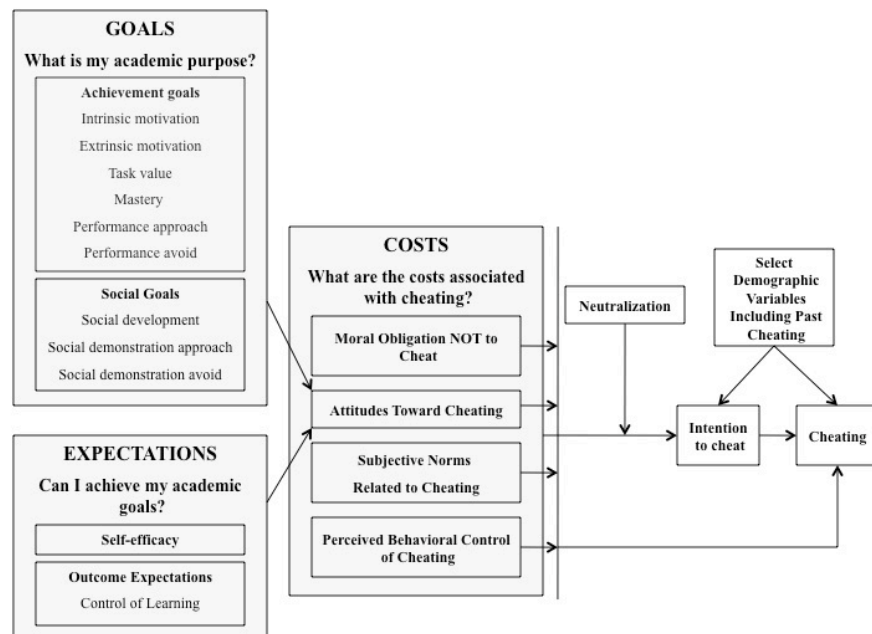 GOALS
What is my academic purpose?
Achievement goals
Intrinsic motivation
Extrinsic motivation
Task value
Mastery
Performance approach
Performance avoid
Social Goals
Social development
Social demonstration approach
Social demonstration avoid
EXPECTATIONS
Can I achieve my academic
goals?
Self-efficacy
Outcome Expectations
Control of Learning
COSTS
What are the costs associated
with cheating?
Moral Obligation NOT to
Cheat
Attitudes Toward Cheating
Subjective Norms
Related to Cheating
Perceived Behavioral Control
of Cheating
Neutralization
Select
Demographic
Variables
Including Past
Cheating
Intention
to cheat
Cheating